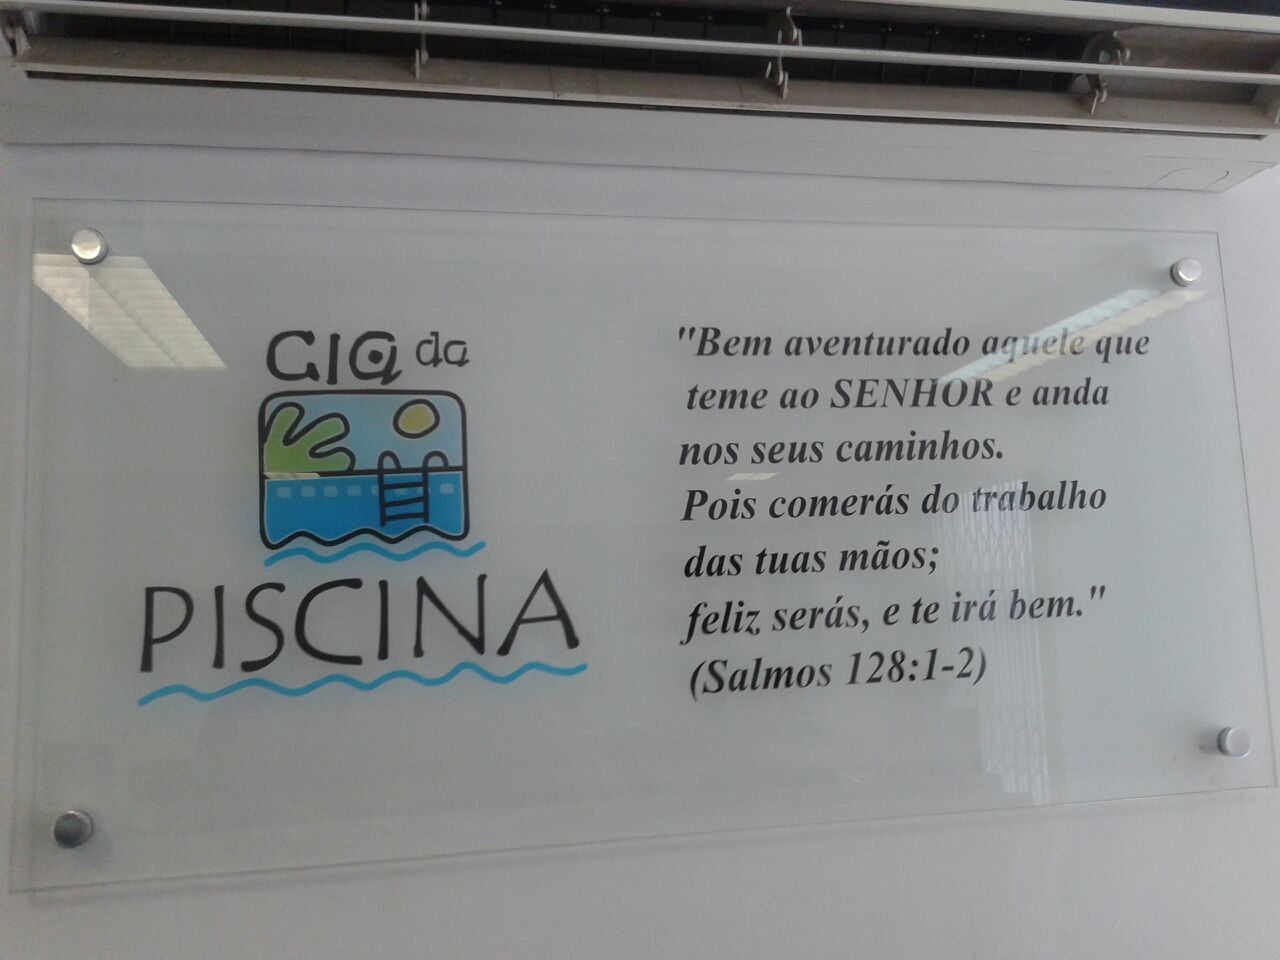 CIa da
PISCINA
"Bem aventurado aquele que
teme ao SENHOR e anda
nos seus caminhos.
Pois comerás do trabalho
das tuas mãos;
feliz serás, e te irá bem."
(Salmos 128:1-2)